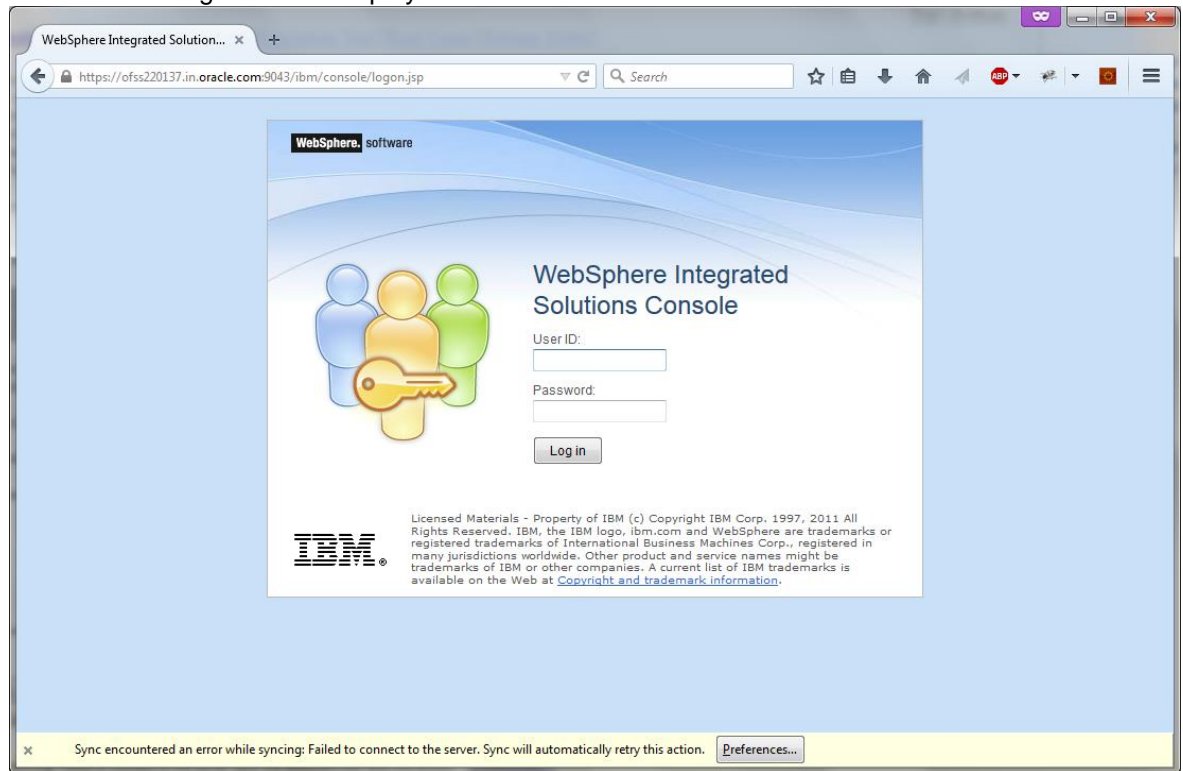 WebSphere Integrated Solution... × +
https://ofss220137.in.oracle.com:9043/ibm/console/logon.jsp Search ABP
WebSphere. software
WebSphere Integrated
Solutions Console
User ID:
Password:
Log in
IBM®
Licensed Materials - Property of IBM (c) Copyright IBM Corp. 1997, 2011 All
Rights Reserved. IBM, the IBM logo, ibm.com and WebSphere are trademarks or
registered trademarks of International Business Machines Corp., registered in
many jurisdictions worldwide. Other product and service names might be
trademarks of IBM or other companies. A current list of IBM trademarks is
available on the Web at Copyright and trademark information.
× Sync encountered an error while syncing: Failed to connect to the server. Sync will automatically retry this action. Preferences...